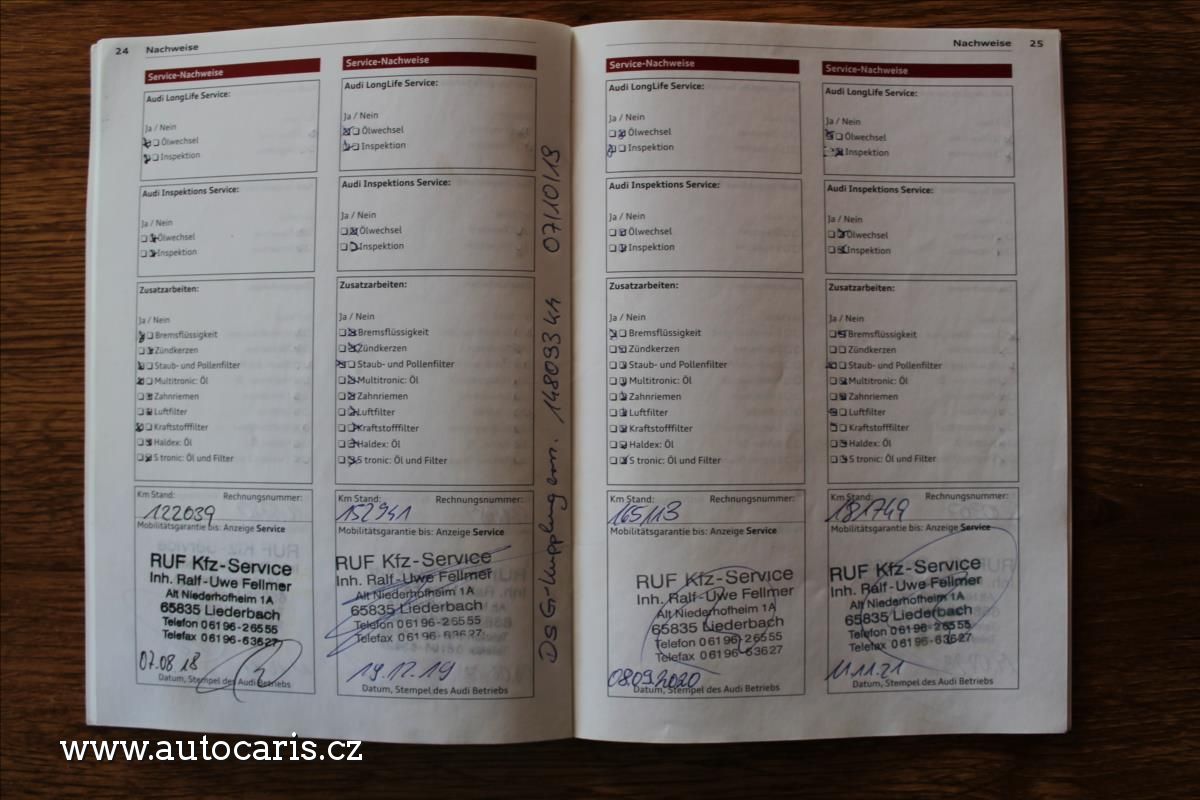 24 Nachweise
Service-Nachweise
Audi LongLife Service:
Ja / Nein
Ölwechsel
Inspektion
Audi Inspektions Service:
Ja / Nein
Ölwechsel
Inspektion
Zusatzarbeiten:
Ja / Nein
Bremsflüssigkeit
Zündkerzen
Staub- und Pollenfilter
Multitronic: Öl
Zahnriemen
Luftfilter
Kraftstofffilter
Haldex: Öl
S tronic: Öl und Filter
Km Stand: Rechnungsnummer:
122039
Mobilitätsgarantie bis: Anzeige Service
RUF Kfz-Service
Inh. Ralf-Uwe Fellmer
Alt Niederhofheim 1A
65835 Liederbach
Telefon 06196-26555
Telefax 06196-63627
07.08 18
Datum, Stempel des Audi Betriebs
Service-Nachweise
Audi LongLife Service:
Ja / Nein
Ölwechsel
Inspektion
Audi Inspektions Service:
Ja / Nein
Ölwechsel
Inspektion
Zusatzarbeiten:
Ja / Nein
Bremsflüssigkeit
Zündkerzen
Staub- und Pollenfilter
Multitronic: Öl
Zahnriemen
Luftfilter
Kraftstofffilter
Haldex: Öl
S tronic: Öl und Filter
Km Stand: Rechnungsnummer:
152941
Mobilitätsgarantie bis: Anzeige Service
RUF Kfz-Service
Inh. Ralf-Uwe Fellmer
Alt Niederhofheim 1A
65835 Liederbach
Telefon 06196-26555
Telefax 06196-63627
19.12.19
Datum, Stempel des Audi Betriebs
DSG-Kupplung ern. 148093 07/10/19
Nachweise 25
Service-Nachweise
Audi LongLife Service:
Ja / Nein
Ölwechsel
Inspektion
Audi Inspektions Service:
Ja / Nein
Ölwechsel
Inspektion
Zusatzarbeiten:
Ja / Nein
Bremsflüssigkeit
Zündkerzen
Staub- und Pollenfilter
Multitronic: Öl
Zahnriemen
Luftfilter
Kraftstofffilter
Haldex: Öl
S tronic: Öl und Filter
Km Stand: Rechnungsnummer:
165113
Mobilitätsgarantie bis: Anzeige Service
RUF Kfz-Service
Inh. Ralf-Uwe Fellmer
Alt Niederhofheim 1A
65835 Liederbach
Telefon 06196-26555
Telefax 06196-63627
08.09.2020
Datum, Stempel des Audi Betriebs
Service-Nachweise
Audi LongLife Service:
Ja / Nein
Ölwechsel
Inspektion
Audi Inspektions Service:
Ja / Nein
Ölwechsel
Inspektion
Zusatzarbeiten:
Ja / Nein
Bremsflüssigkeit
Zündkerzen
Staub- und Pollenfilter
Multitronic: Öl
Zahnriemen
Luftfilter
Kraftstofffilter
Haldex: Öl
S tronic: Öl und Filter
Km Stand: Rechnungsnummer:
181749
Mobilitätsgarantie bis: Anzeige Service
RUF Kfz-Service
Inh. Ralf-Uwe Fellmer
Alt Niederhofheim 1A
65835 Liederbach
Telefon 06196-26555
Telefax 06196-63627
11.11.21
Datum, Stempel des Audi Betriebs
www.autocaris.cz